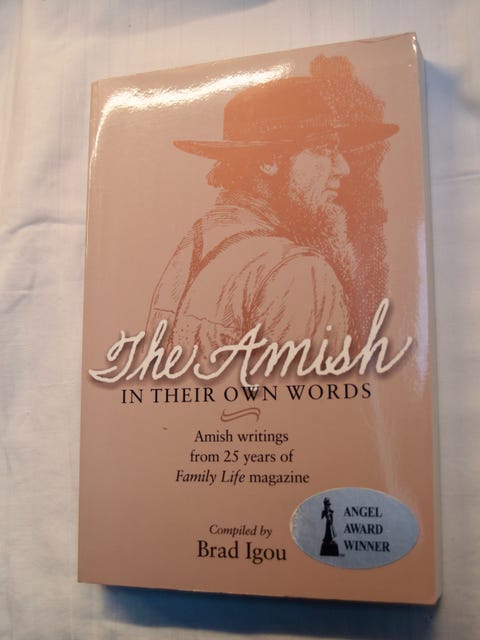 The Amish
IN THEIR OWN WORDS
Amish writings
from 25 years of
Family Life magazine
Compiled by
Brad Igou
ANGEL
AWARD
WINNER